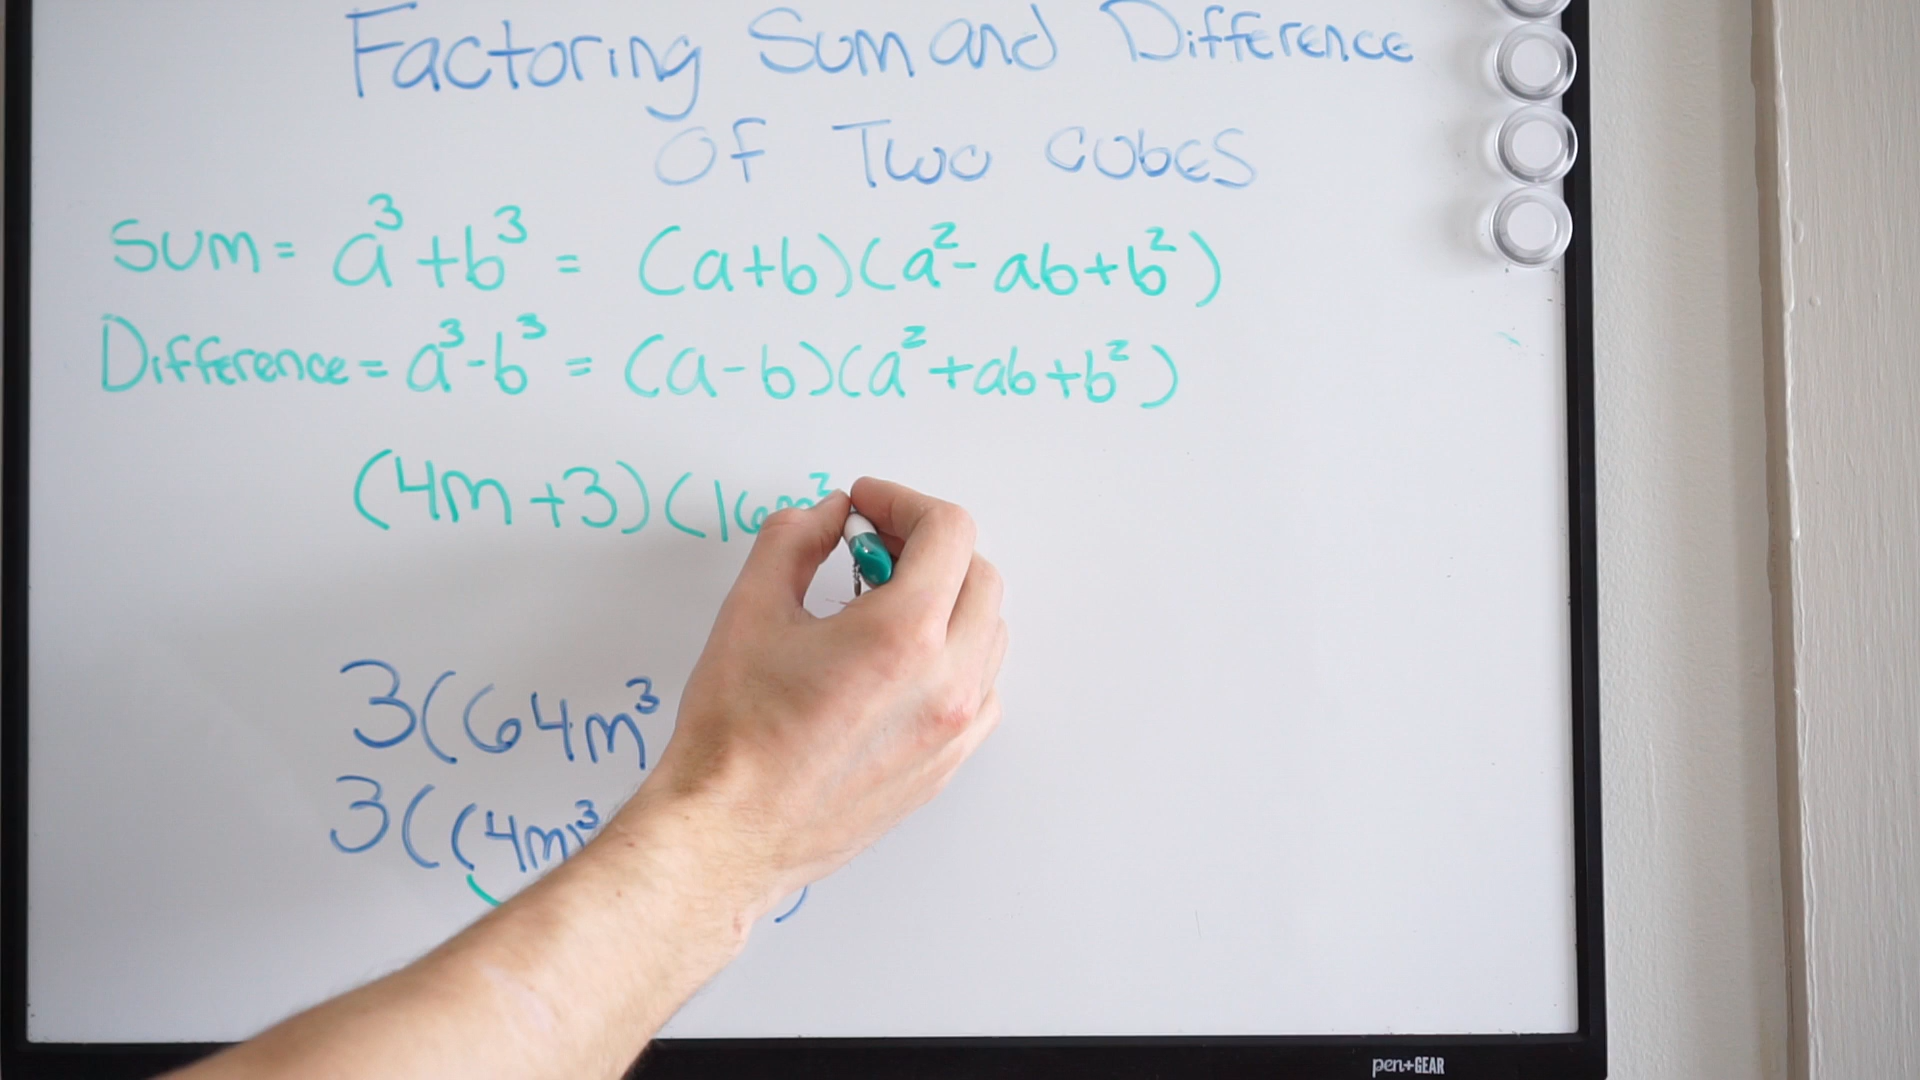 Factoring Sum and Difference
Of Two Cubes
Sum = a³ + b³ = (a+b)(a² - ab + b²)
Difference = a³ - b³ = (a - b)(a² + ab + b²)
(4m + 3)(16m²
3(64m³
3((4m)³
)
pen+GEAR